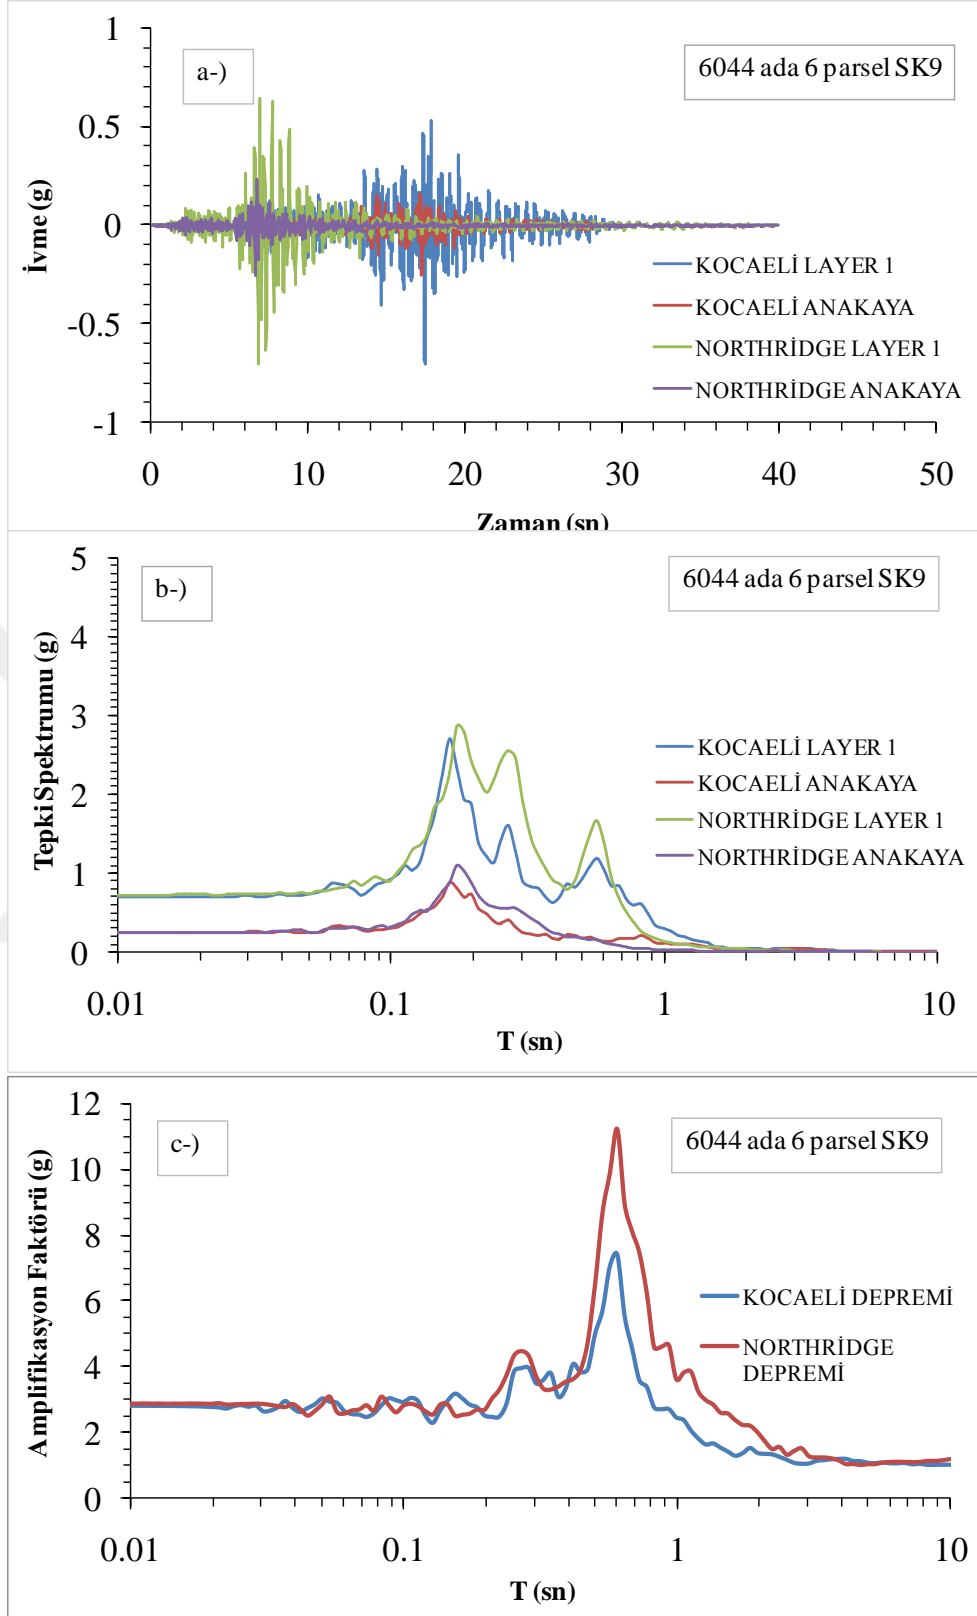 a-)
6044 ada 6 parsel SK9
İvme (g)
1
0.5
0
-0.5
-1
KOCAELİ LAYER 1
KOCAELİ ANAKAYA
NORTHRİDGE LAYER 1
NORTHRİDGE ANAKAYA
0 10 20 30 40 50
Zaman (sn)
b-)
6044 ada 6 parsel SK9
Tepki Spektrumu (g)
5
4
3
2
1
0
KOCAELİ LAYER 1
KOCAELİ ANAKAYA
NORTHRİDGE LAYER 1
NORTHRİDGE ANAKAYA
0.01 0.1 1 10
T (sn)
c-)
6044 ada 6 parsel SK9
Amplifikasyon Faktörü (g)
12
10
8
6
4
2
0
KOCAELİ DEPREMİ
NORTHRİDGE
DEPREMİ
0.01 0.1 1 10
T (sn)